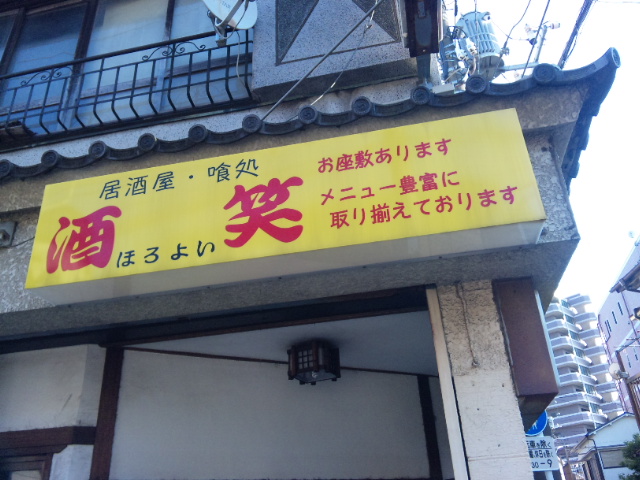 居酒屋・喰処
酒 笑
ほろよい
お座敷あります
メニュー豊富に
取り揃えております